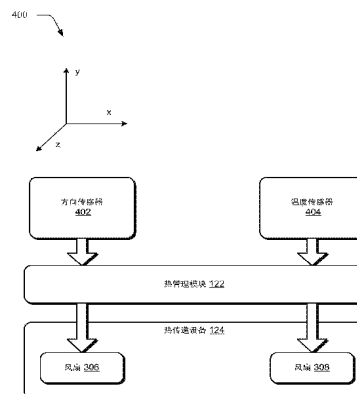 400
y
x
z
方向传感器
402
温度传感器
404
热管理模块 122
热传递设备 124
风扇 306
风扇 308